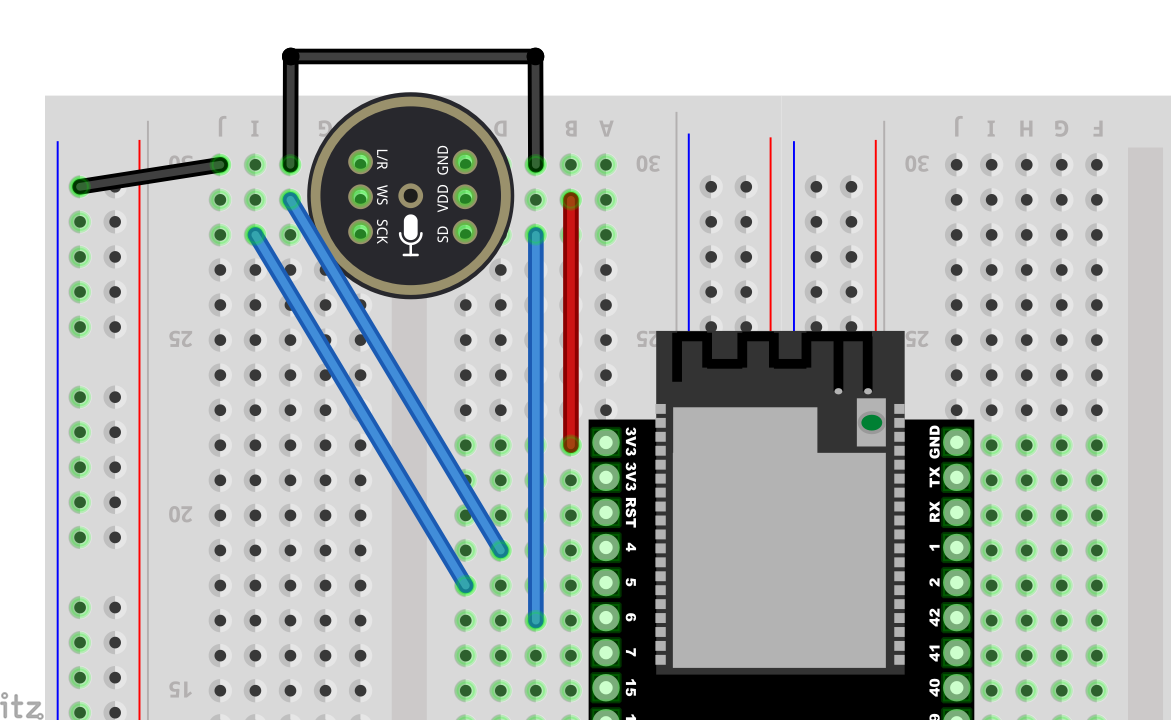 J I G D B A J I H G F
30 30 30
L/R GND
WS VDD
SCK SD
25 25 25
3V3 GND
3V3 TX
RST RX
20 4 1
5 2
6 42
7 41
15 15 40
itz